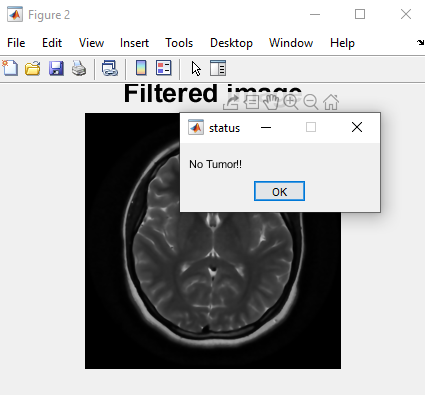 Figure 2
File Edit View Insert Tools Desktop Window Help
Filtered image
status
No Tumor!!
OK